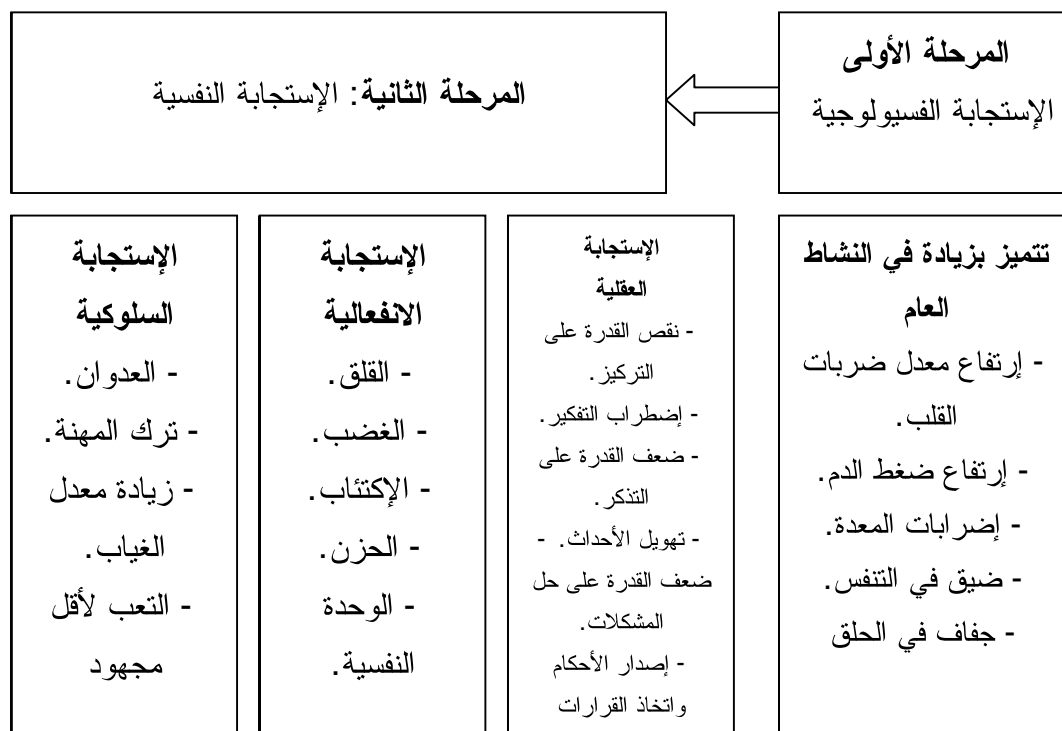 المرحلة الأولى
الإستجابة الفسيولوجية
المرحلة الثانية: الإستجابة النفسية
تتميز بزيادة في النشاط
العام
- إرتفاع معدل ضربات
القلب.
- إرتفاع ضغط الدم.
- إضرابات المعدة.
- ضيق في التنفس.
- جفاف في الحلق
الإستجابة
العقلية
- نقص القدرة على
التركيز.
- إضطراب التفكير.
- ضعف القدرة على
التذكر.
- تهويل الأحداث. -
ضعف القدرة على حل
المشكلات.
- إصدار الأحكام
واتخاذ القرارات
الإستجابة
الانفعالية
- القلق.
- الغضب.
- الإكتئاب.
- الحزن.
- الوحدة
النفسية.
الإستجابة
السلوكية
- العدوان.
- ترك المهنة.
- زيادة معدل
الغياب.
- التعب لأقل
مجهود